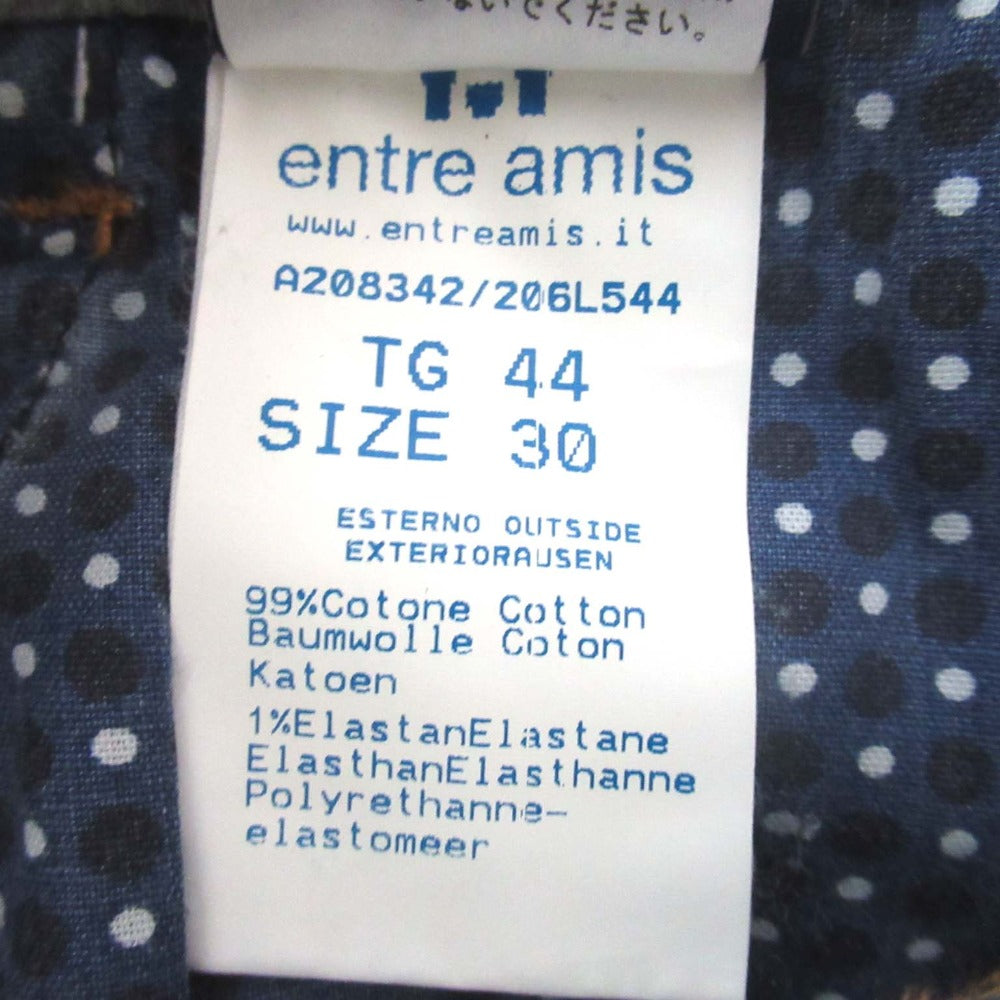 ないでください。
entre amis
www.entreamis.it
A208342/206L544
TG 44
SIZE 30
ESTERNO OUTSIDE
EXTERIORAUSEN
99%Cotone Cotton
Baumwolle Coton
Katoen
1%ElastanElastane
ElasthanElasthanne
Polyrethanne-
elastomeer